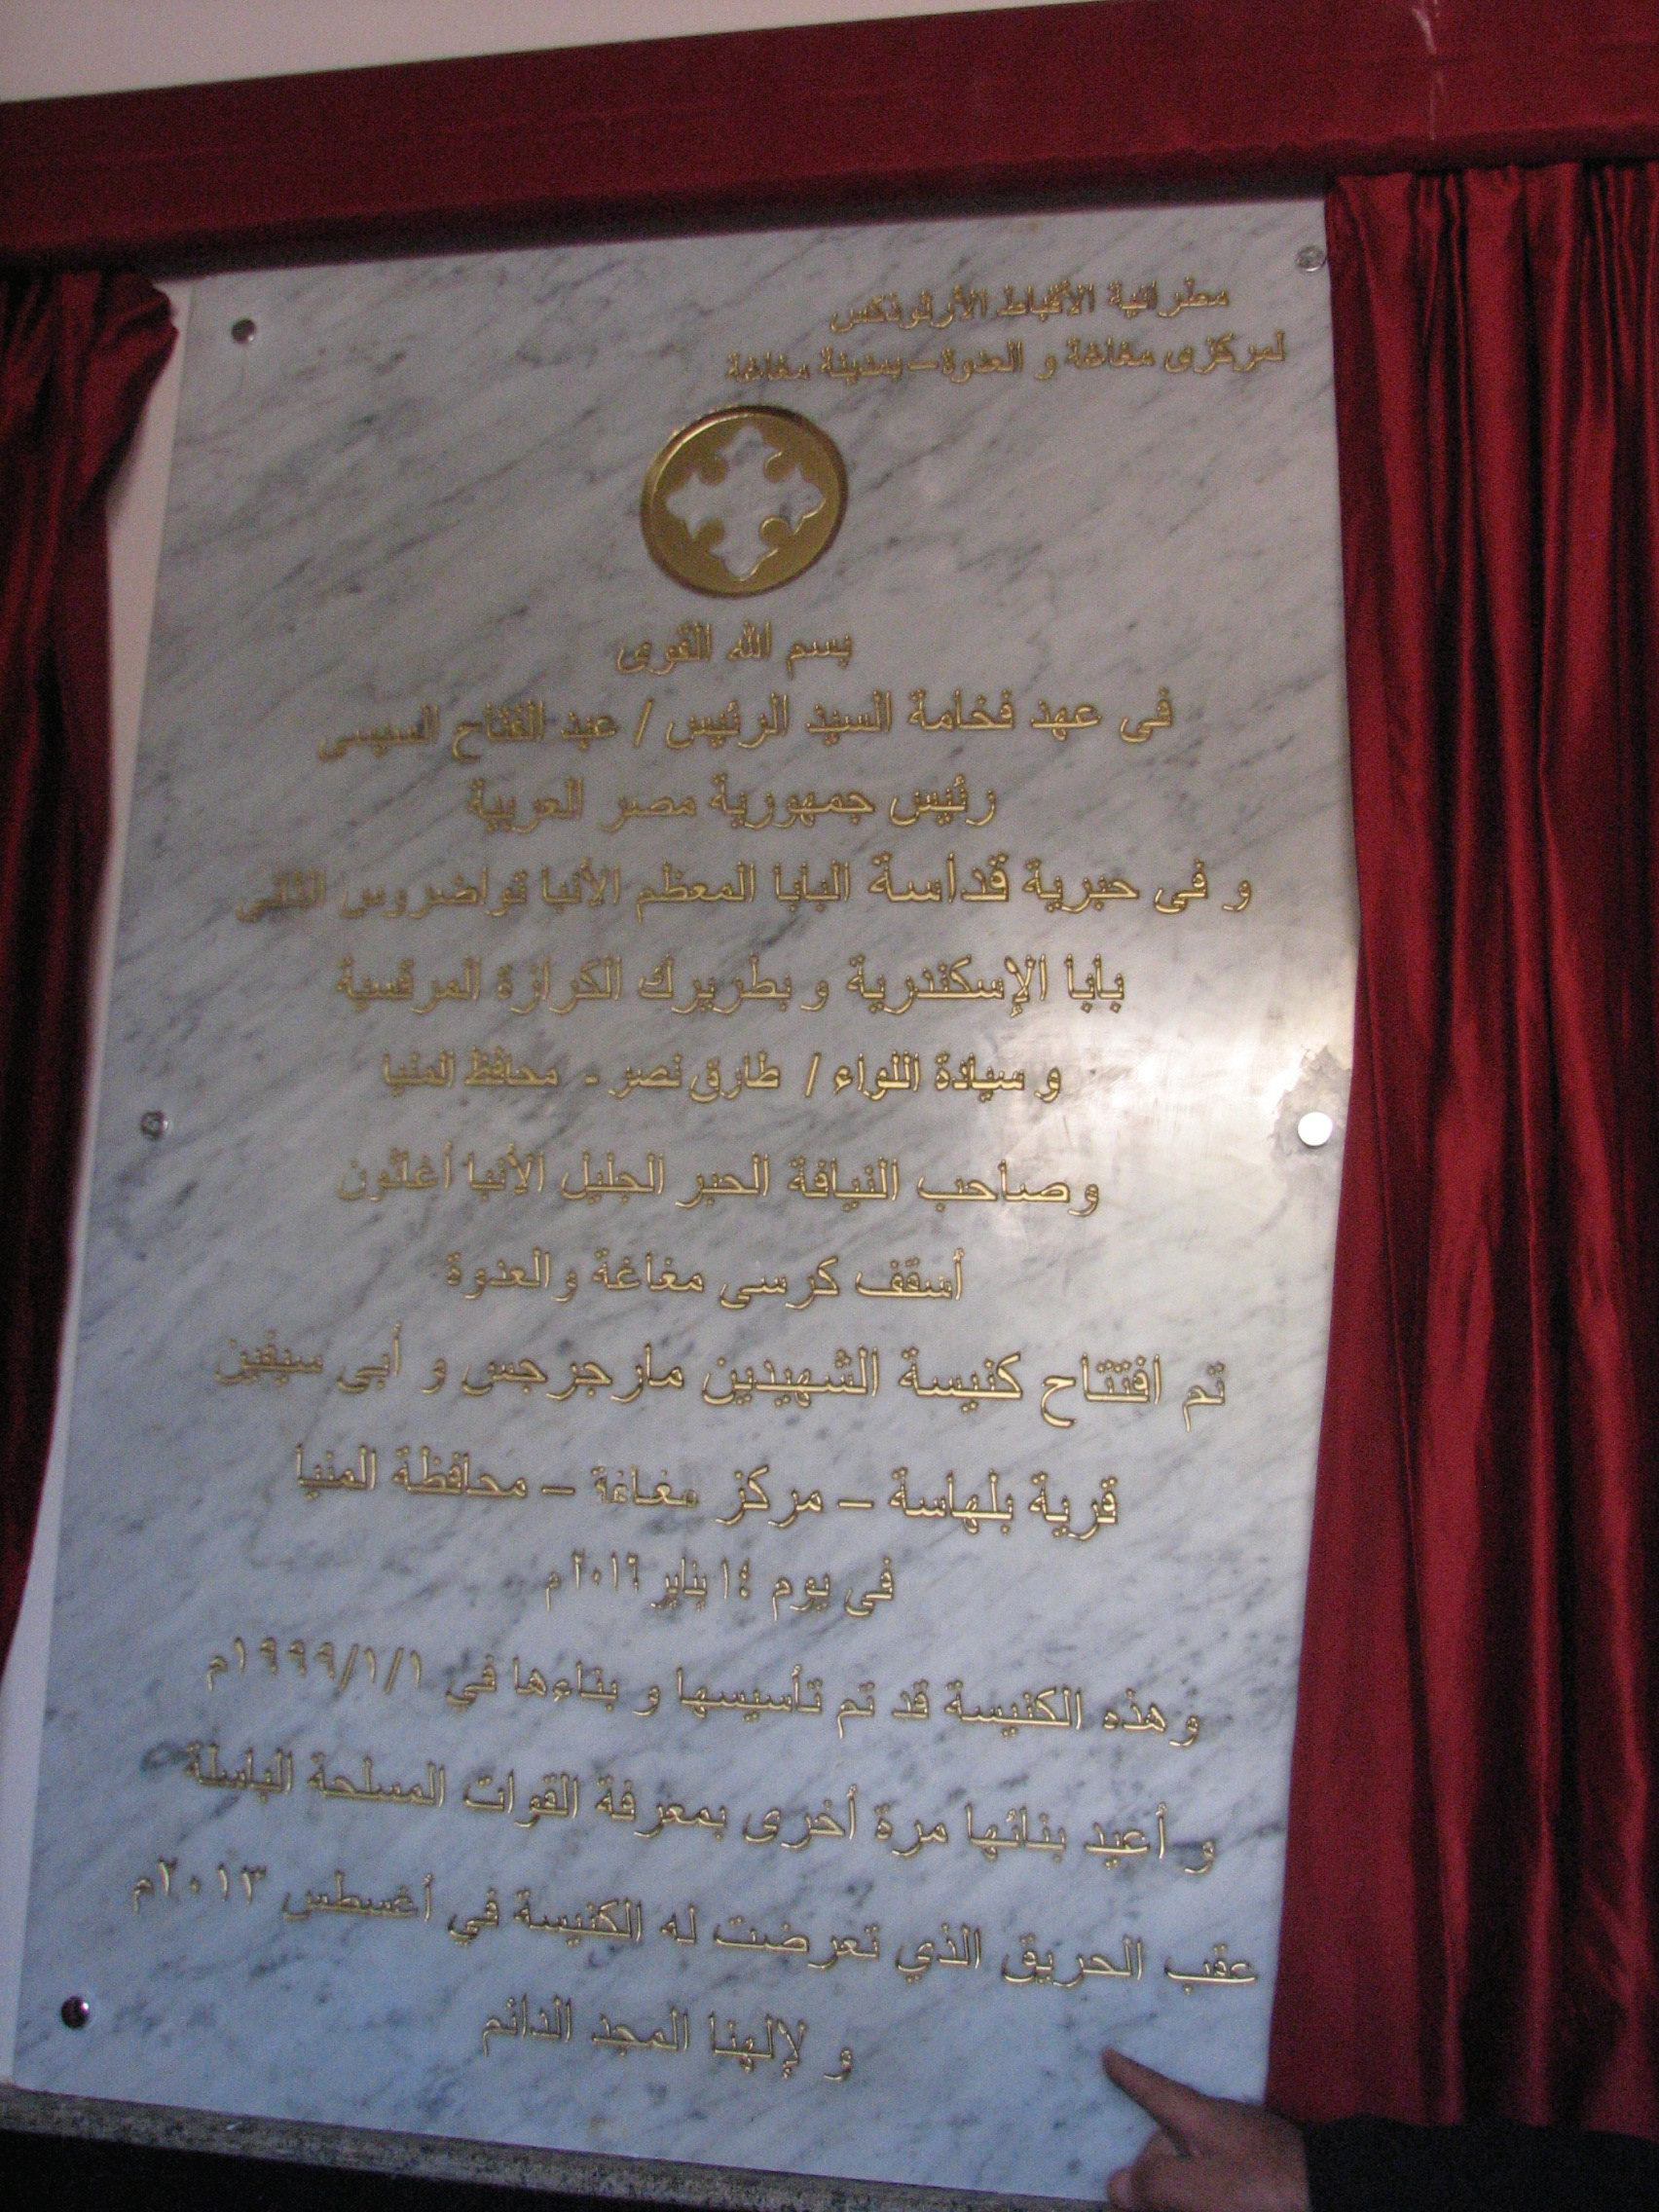 مطرانية الأقباط الأرثوذكس
لمركزى مغاغة و العدوة – بمدينة مغاغة
بسم الله القوى
فى عهد فخامة السيد الرئيس / عبد الفتاح السيسى
رئيس جمهورية مصر العربية
و فى حبرية قداسة البابا المعظم الأنبا تواضروس الثانى
بابا الإسكندرية و بطريرك الكرازة المرقسية
و سيادة اللواء / طارق نصر - محافظ المنيا
وصاحب النيافة الحبر الجليل الأنبا أغاثون
أسقف كرسى مغاغة والعدوة
تم افتتاح كنيسة الشهيدين مارجرجس و أبى سيفين
قرية بلهاسة – مركز مغاغة – محافظة المنيا
فى يوم ١٤ يناير ٢٠١٦ م
وهذه الكنيسة قد تم تأسيسها و بناءها في ١٩٩٩/١/١م
و أعيد بنائها مرة أخرى بمعرفة القوات المسلحة الباسلة
عقب الحريق الذي تعرضت له الكنيسة في أغسطس ٢٠١٣م
و لإلهنا المجد الدائم